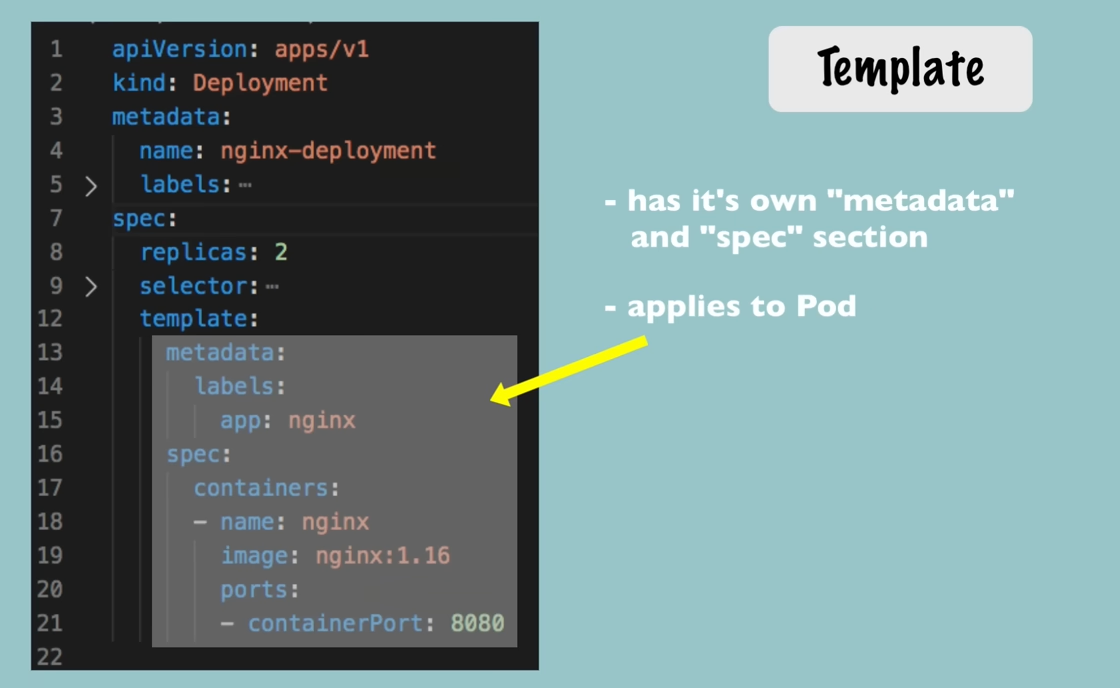 1 apiVersion: apps/v1
2 kind: Deployment
3 metadata:
4   name: nginx-deployment
5 >   labels: ⋯
7 spec:
8   replicas: 2
9 >   selector: ⋯
12   template:
13     metadata:
14       labels:
15         app: nginx
16     spec:
17       containers:
18       - name: nginx
19         image: nginx:1.16
20         ports:
21         - containerPort: 8080
22
Template
- has it's own "metadata"
and "spec" section
- applies to Pod